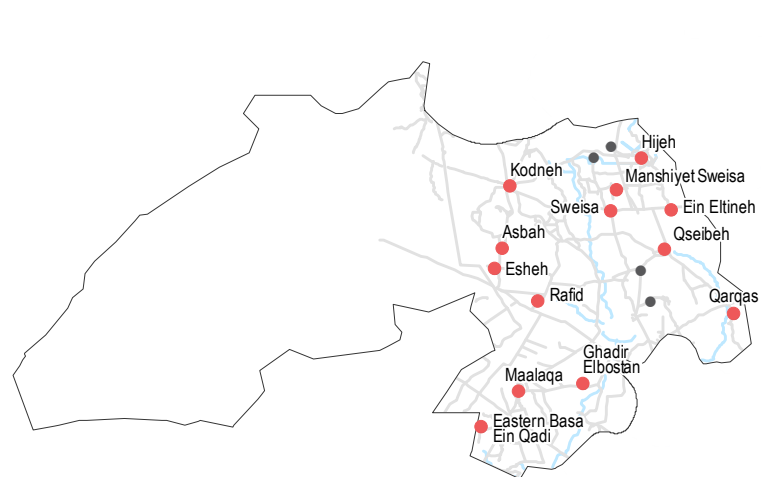 Hijeh
Kodneh
Manshiyet Sweisa
Sweisa
Ein Eltineh
Asbah
Qseibeh
Esheh
Rafid
Qarqas
Ghadir
Elbostan
Maalaqa
Eastern Basa
Ein Qadi